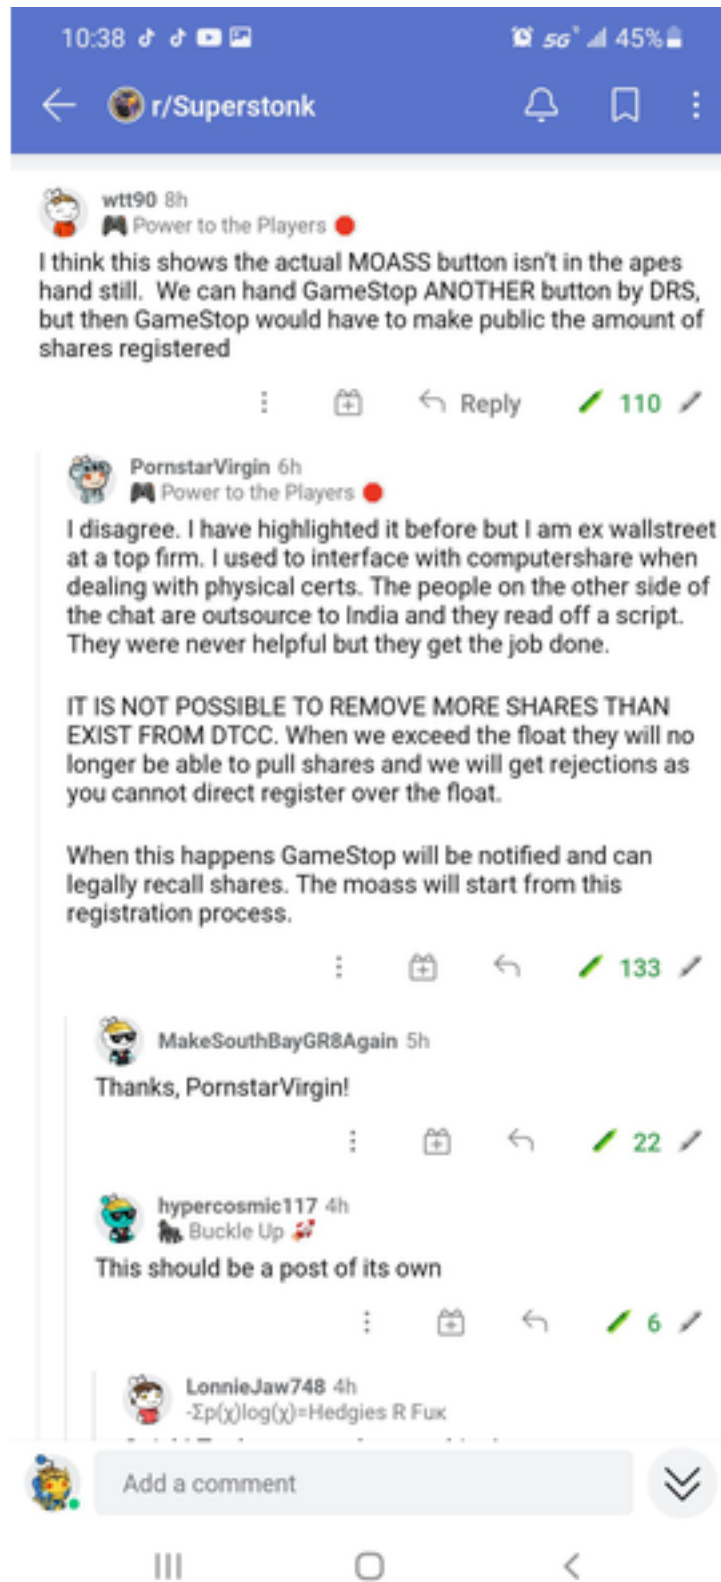 10:38 5G 45%
r/Superstonk
wtt90 8h
🎮 Power to the Players 🛑
I think this shows the actual MOASS button isn't in the apes
hand still. We can hand GameStop ANOTHER button by DRS,
but then GameStop would have to make public the amount of
shares registered
Reply 110
PornstarVirgin 6h
🎮 Power to the Players 🛑
I disagree. I have highlighted it before but I am ex wallstreet
at a top firm. I used to interface with computershare when
dealing with physical certs. The people on the other side of
the chat are outsource to India and they read off a script.
They were never helpful but they get the job done.
IT IS NOT POSSIBLE TO REMOVE MORE SHARES THAN
EXIST FROM DTCC. When we exceed the float they will no
longer be able to pull shares and we will get rejections as
you cannot direct register over the float.
When this happens GameStop will be notified and can
legally recall shares. The moass will start from this
registration process.
133
MakeSouthBayGR8Again 5h
Thanks, PornstarVirgin!
22
hypercosmic117 4h
🦍 Buckle Up 🚀
This should be a post of its own
6
LonnieJaw748 4h
-Σp(χ)log(χ)=Hedgies R Fuκ
Add a comment